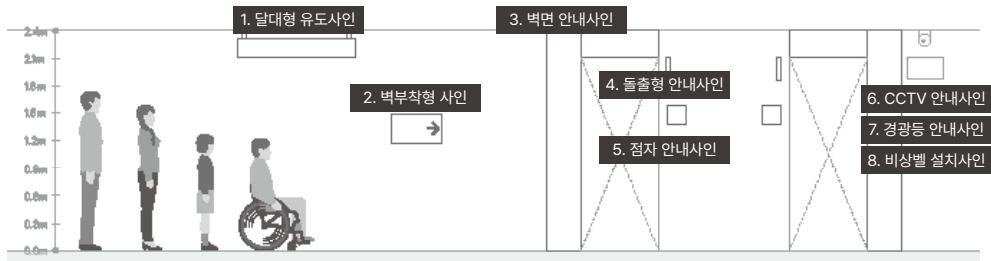 1. 달대형 유도사인
3. 벽면 안내사인
2.4m
2.1m
1.8m
1.5m
1.2m
0.9m
0.6m
0.3m
0.0m
2. 벽부착형 사인
4. 돌출형 안내사인
5. 점자 안내사인
6. CCTV 안내사인
7. 경광등 안내사인
8. 비상벨 설치사인